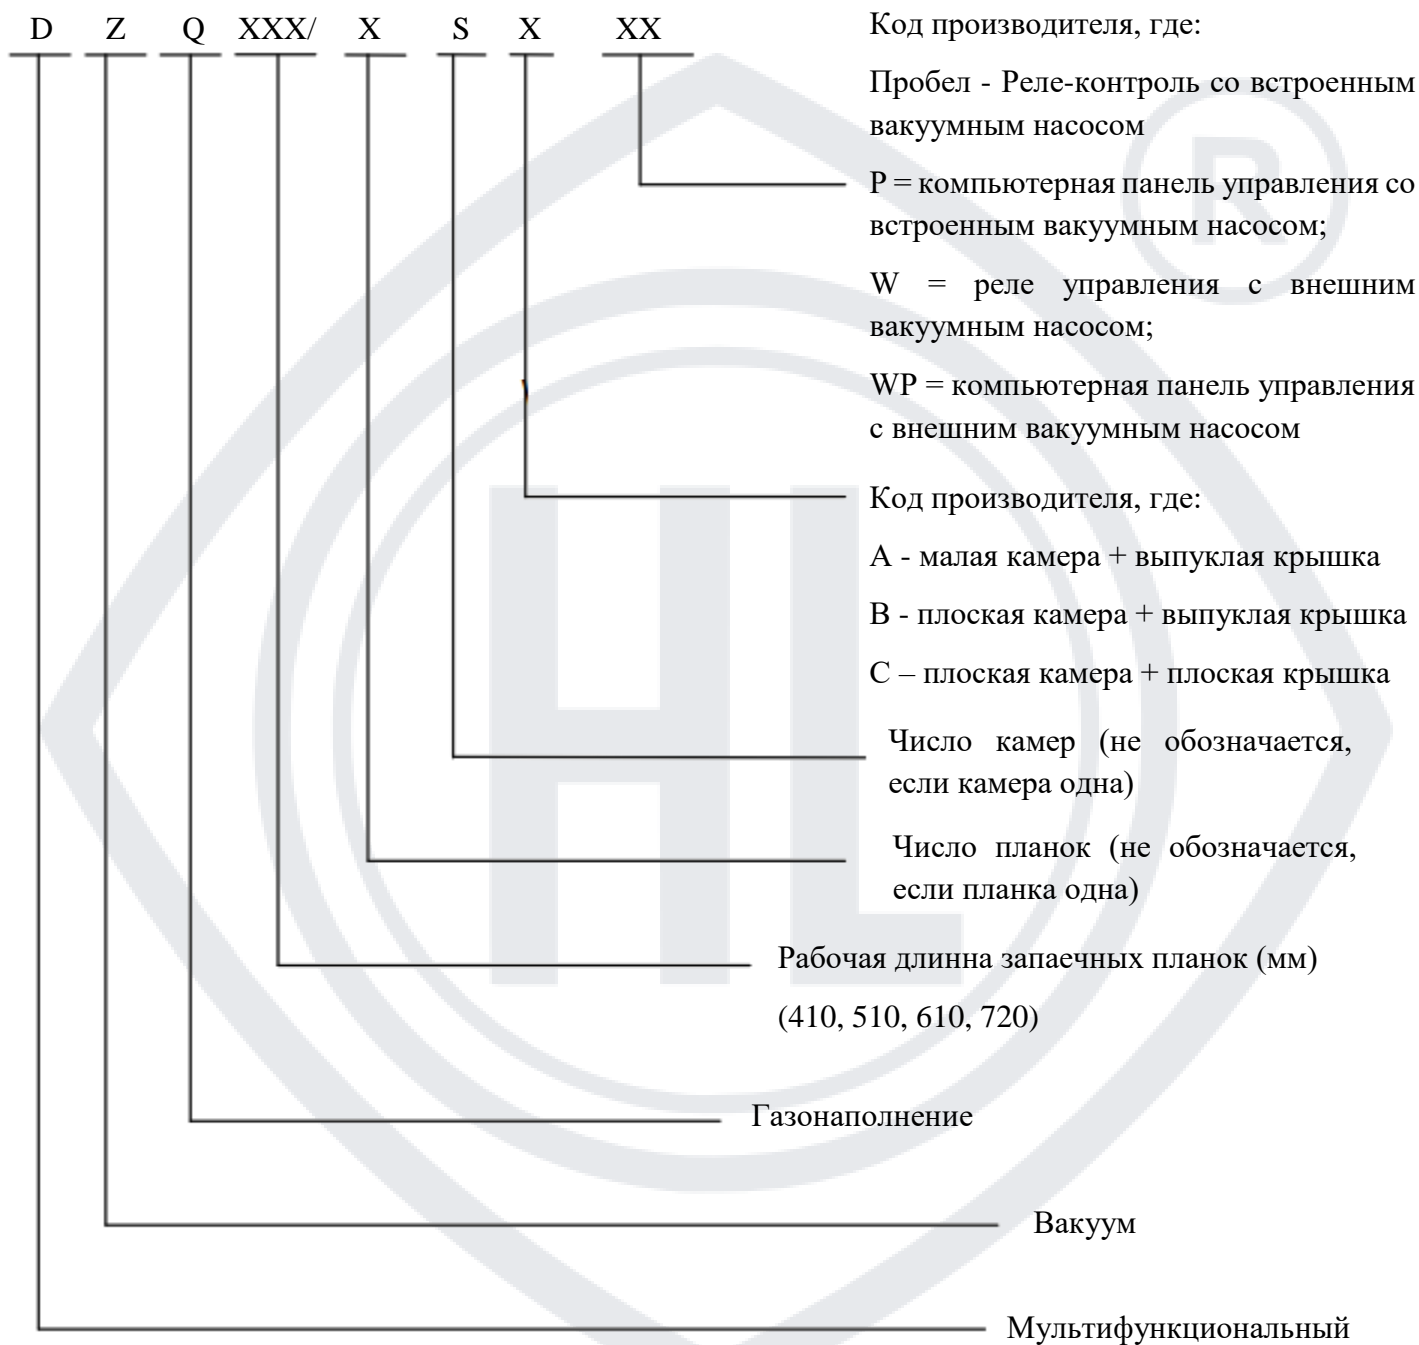 D Z Q XXX/ X S X XX
Код производителя, где:
Пробел - Реле-контроль со встроенным
вакуумным насосом
P = компьютерная панель управления со
встроенным вакуумным насосом;
W = реле управления с внешним
вакуумным насосом;
WP = компьютерная панель управления
с внешним вакуумным насосом
Код производителя, где:
A - малая камера + выпуклая крышка
B - плоская камера + выпуклая крышка
C – плоская камера + плоская крышка
Число камер (не обозначается,
если камера одна)
Число планок (не обозначается,
если планка одна)
Рабочая длинна запаечных планок (мм)
(410, 510, 610, 720)
Газонаполнение
Вакуум
Мультифункциональный
HL
R